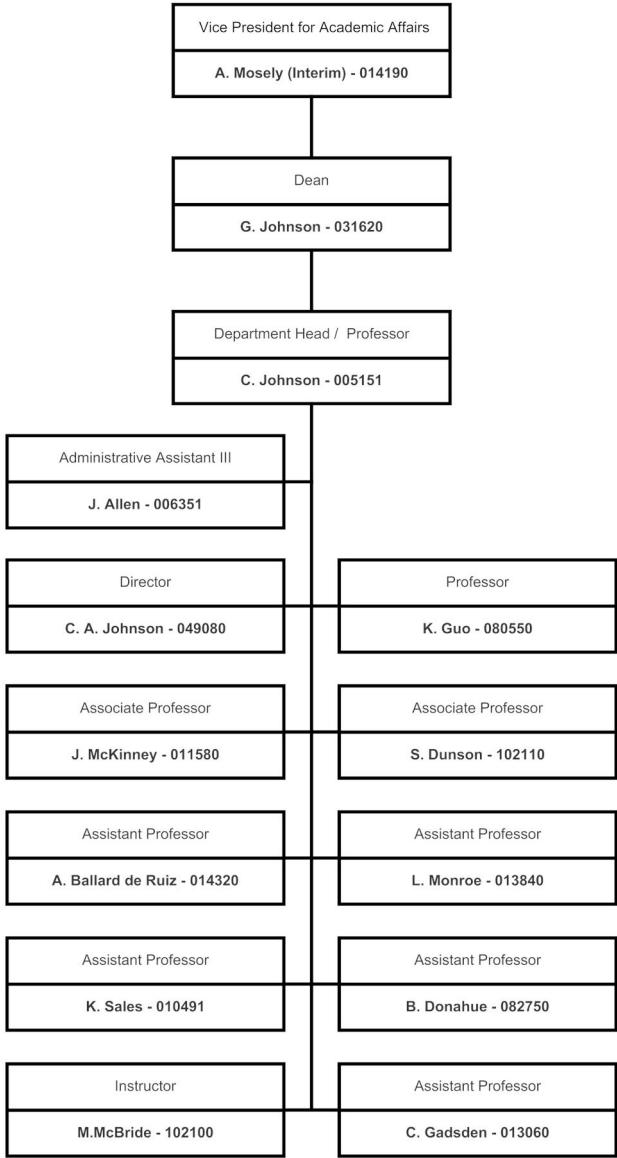 Vice President for Academic Affairs
A. Mosely (Interim) - 014190
Dean
G. Johnson - 031620
Department Head /  Professor
C. Johnson - 005151
Administrative Assistant III
J. Allen - 006351
Director
C. A. Johnson - 049080
Professor
K. Guo - 080550
Associate Professor
J. McKinney - 011580
Associate Professor
S. Dunson - 102110
Assistant Professor
A. Ballard de Ruiz - 014320
Assistant Professor
L. Monroe - 013840
Assistant Professor
K. Sales - 010491
Assistant Professor
B. Donahue - 082750
Instructor
M.McBride - 102100
Assistant Professor
C. Gadsden - 013060